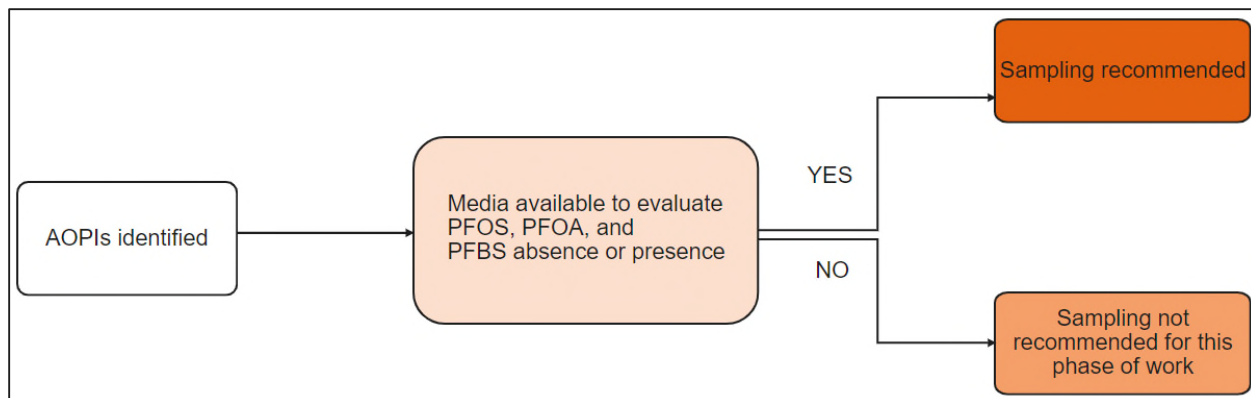 AOPIs identified
Media available to evaluate
PFOS, PFOA, and
PFBS absence or presence
YES
NO
Sampling recommended
Sampling not
recommended for this
phase of work